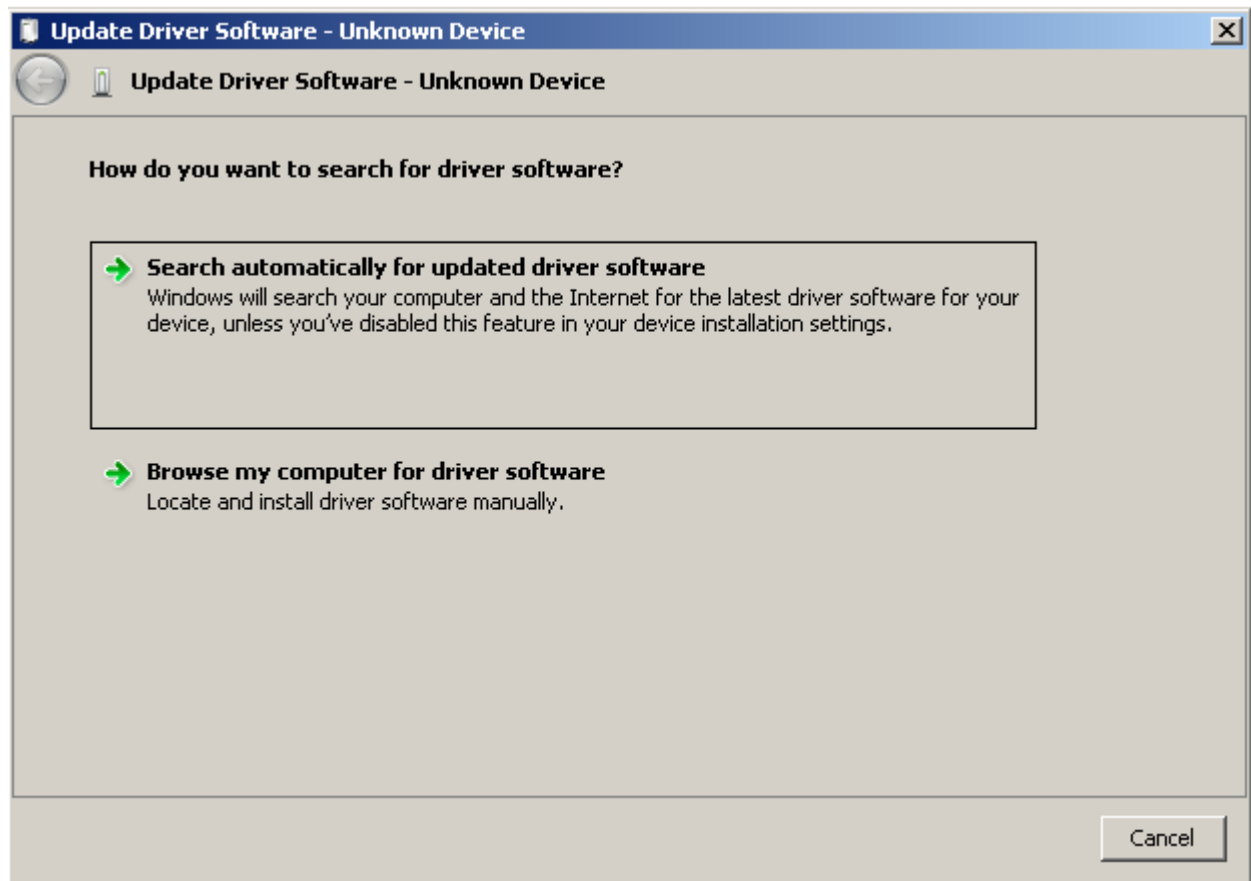 Update Driver Software - Unknown Device
Update Driver Software - Unknown Device
How do you want to search for driver software?
Search automatically for updated driver software
Windows will search your computer and the Internet for the latest driver software for your
device, unless you've disabled this feature in your device installation settings.
Browse my computer for driver software
Locate and install driver software manually.
Cancel